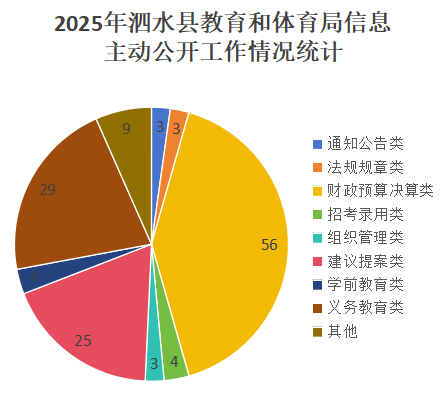 2025年泗水县教育和体育局信息
主动公开工作情况统计
3
3
56
4
3
25
29
9
通知公告类
法规规章类
财政预算决算类
招考录用类
组织管理类
建议提案类
学前教育类
义务教育类
其他